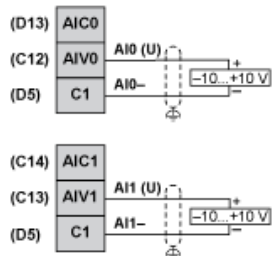 (D13) AIC0
(C12) AIV0 AI0 (U) +
(D5) C1 AI0– –10...+10 V
–
(C14) AIC1
(C13) AIV1 AI1 (U) +
(D5) C1 AI1– –10...+10 V
–